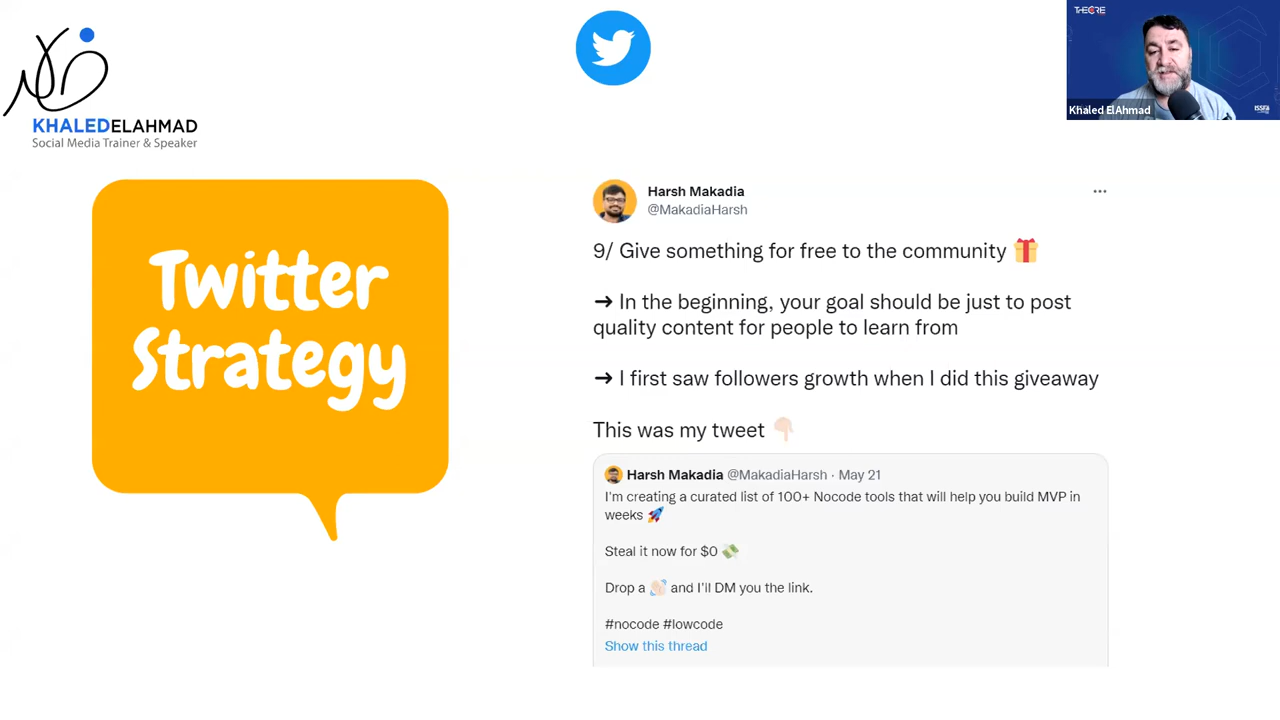 KHALEDELAHMAD
Social Media Trainer & Speaker
THECORE
Khaled ElAhmad
Twitter
Strategy
Harsh Makadia
@MakadiaHarsh
9/ Give something for free to the community 🎁
➜ In the beginning, your goal should be just to post
quality content for people to learn from
➜ I first saw followers growth when I did this giveaway
This was my tweet 👇🏻
Harsh Makadia @MakadiaHarsh · May 21
I'm creating a curated list of 100+ Nocode tools that will help you build MVP in
weeks 🚀
Steal it now for $0 💸
Drop a 👋🏻 and I'll DM you the link.
#nocode #lowcode
Show this thread